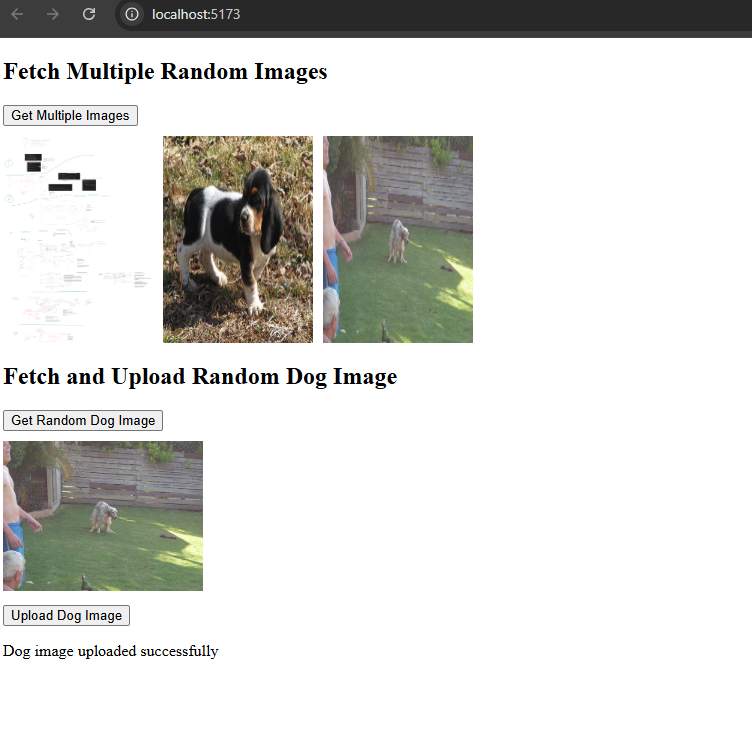 localhost:5173
Fetch Multiple Random Images
Get Multiple Images
Fetch and Upload Random Dog Image
Get Random Dog Image
Upload Dog Image
Dog image uploaded successfully